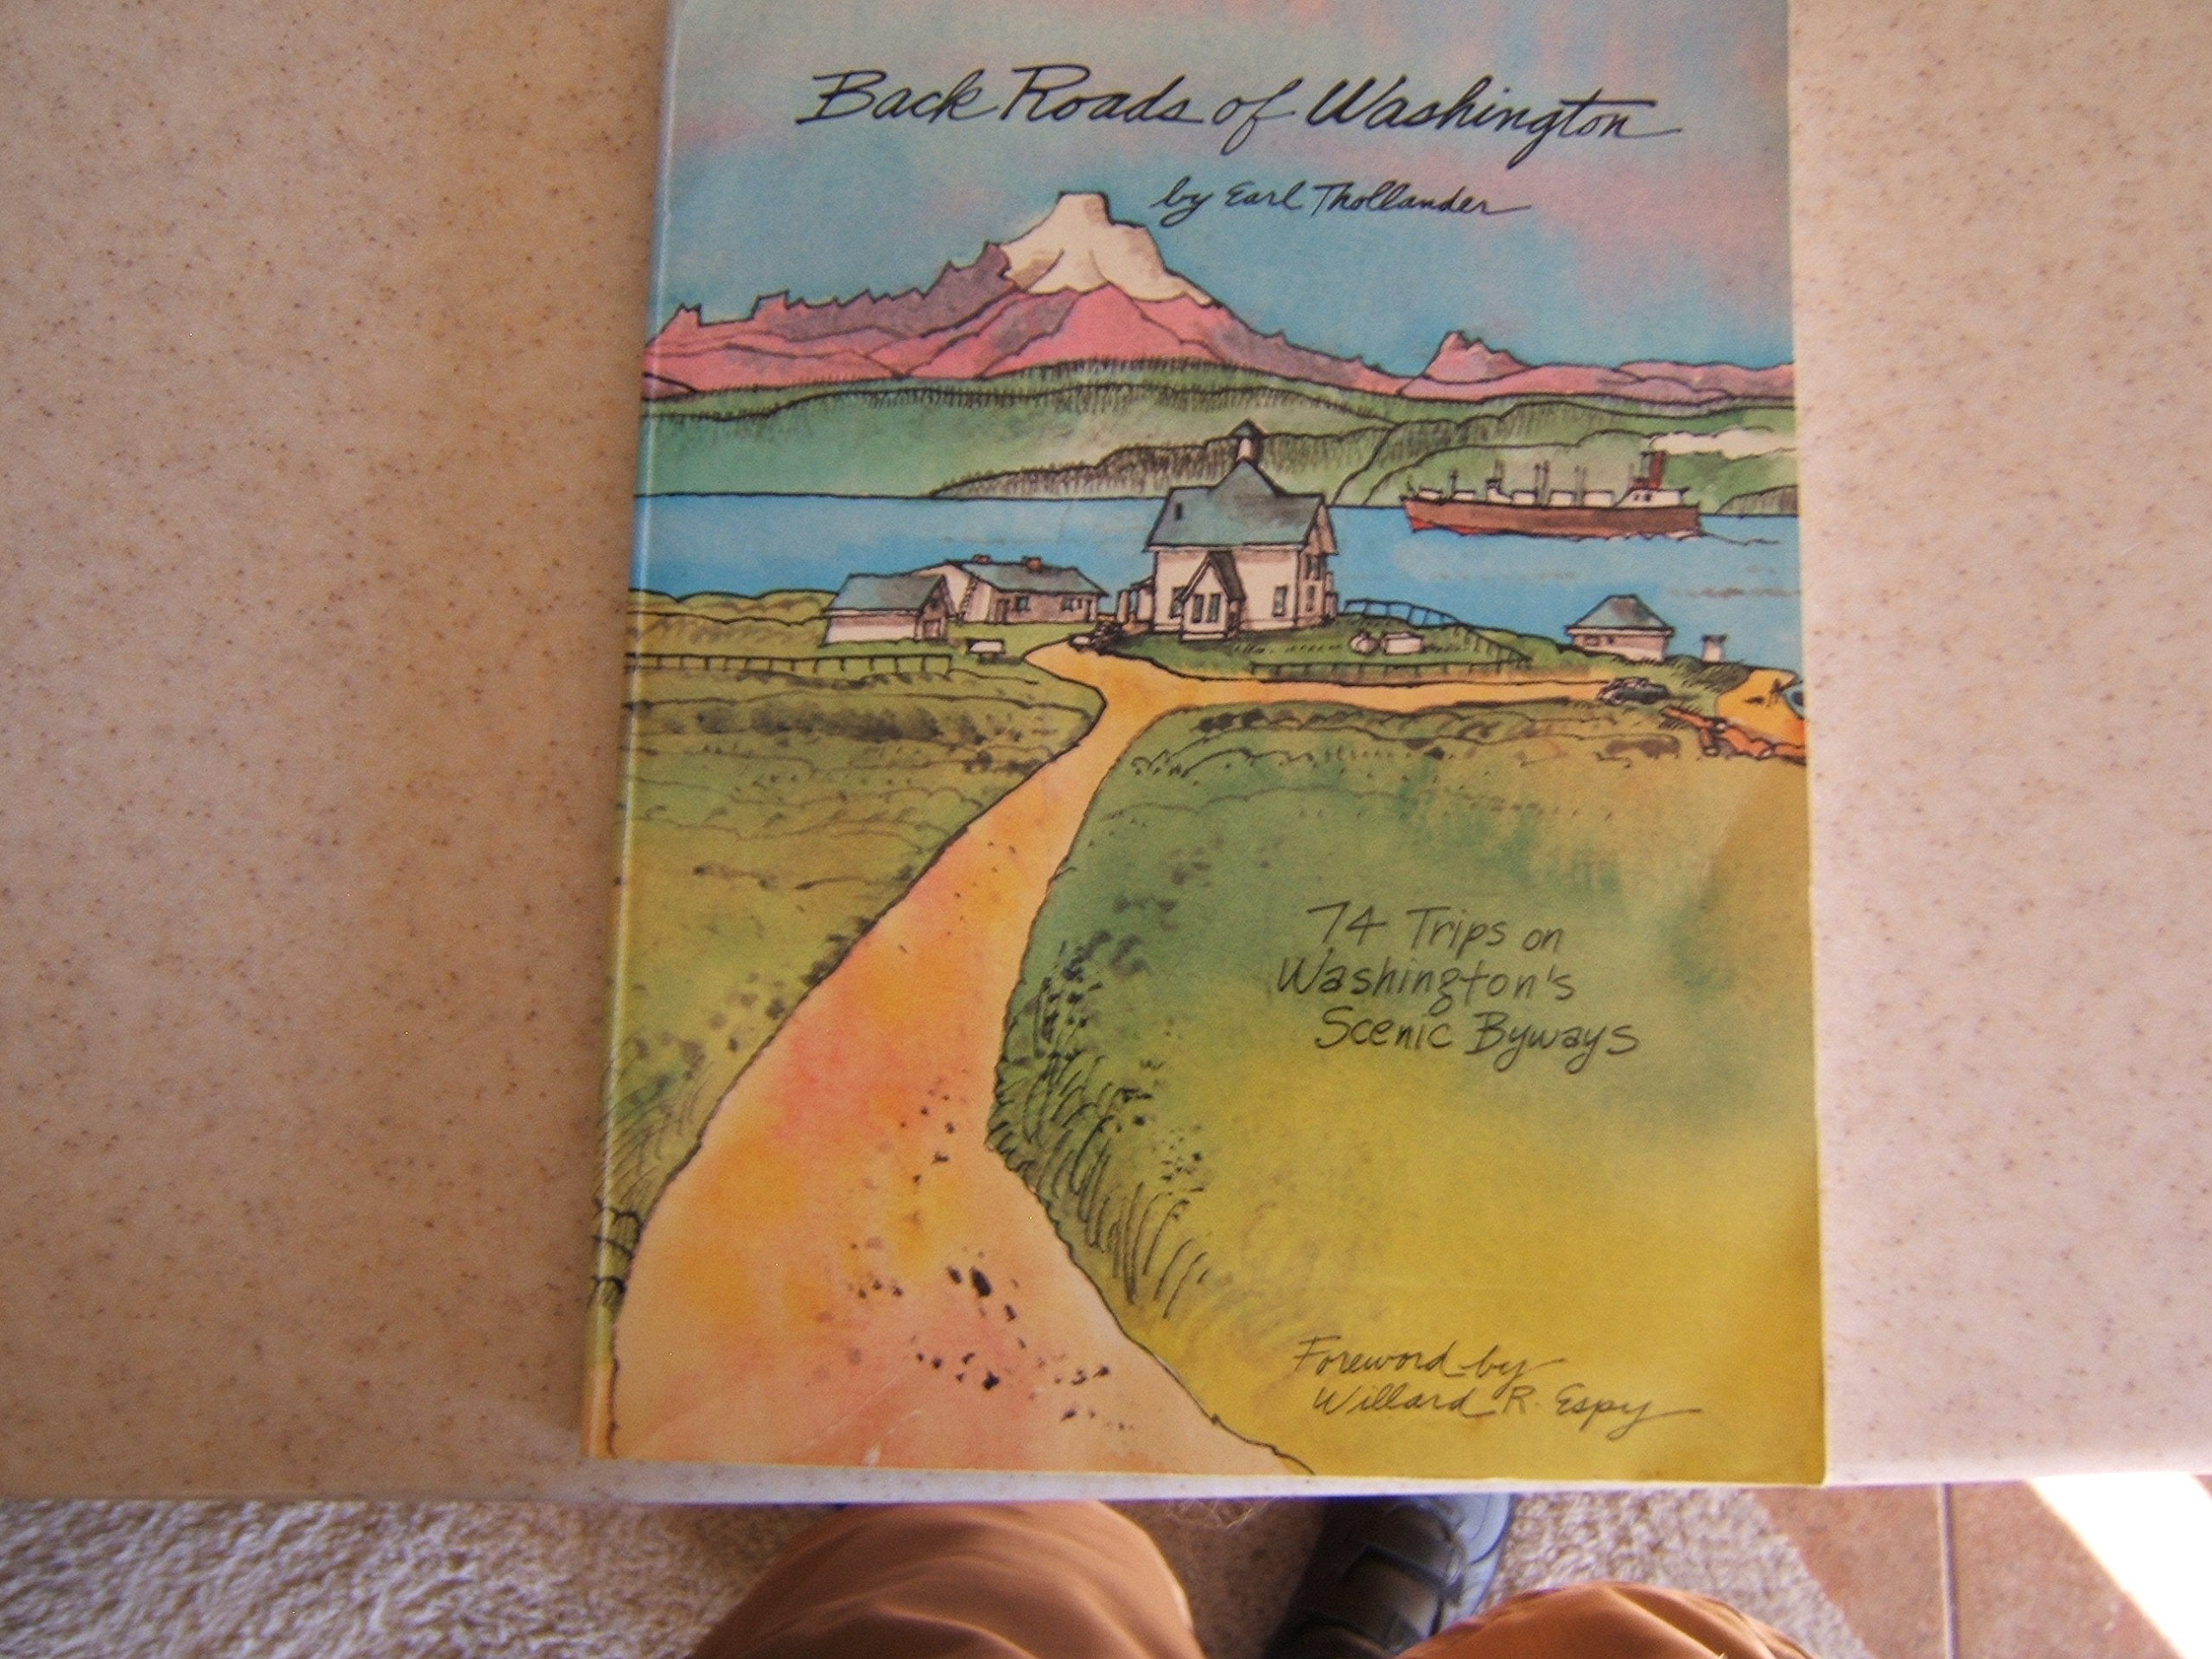 Back Roads of Washington
by Earl Thollander
74 Trips on
Washington's
Scenic Byways
Foreword by
Willard R. Espy